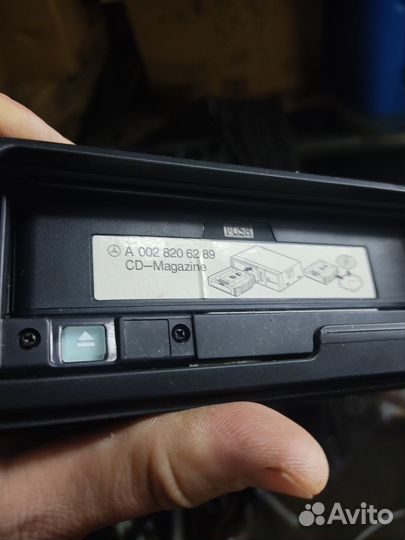 PUSH
A 002 820 62 89
CD-Magazine
Avito